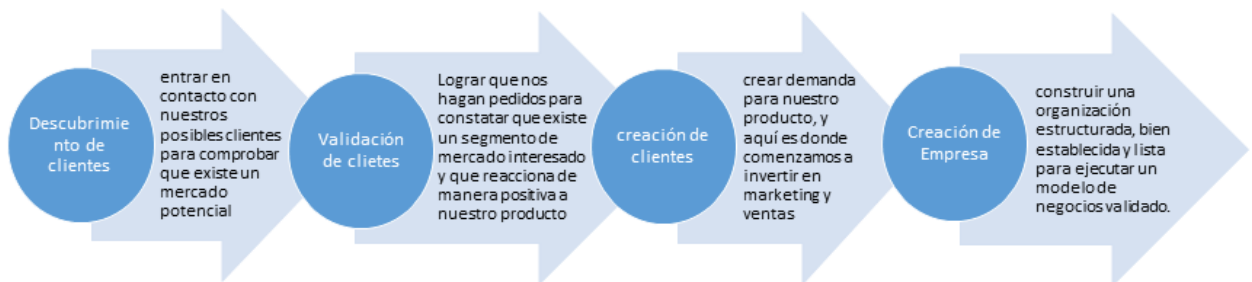 Descubrimie
nto de
clientes
entrar en
contacto con
nuestros
posibles clientes
para comprobar
que existe un
mercado
potencial
Validación
de clietes
Lograr que nos
hagan pedidos para
constatar que existe
un segmento de
mercado interesado
y que reacciona de
manera positiva a
nuestro producto
creación de
clientes
crear demanda
para nuestro
producto, y
aquí es donde
comenzamos a
invertir en
marketing y
ventas
Creación de
Empresa
construir una
organización
estructurada, bien
establecida y lista
para ejecutar un
modelo de
negocios validado.